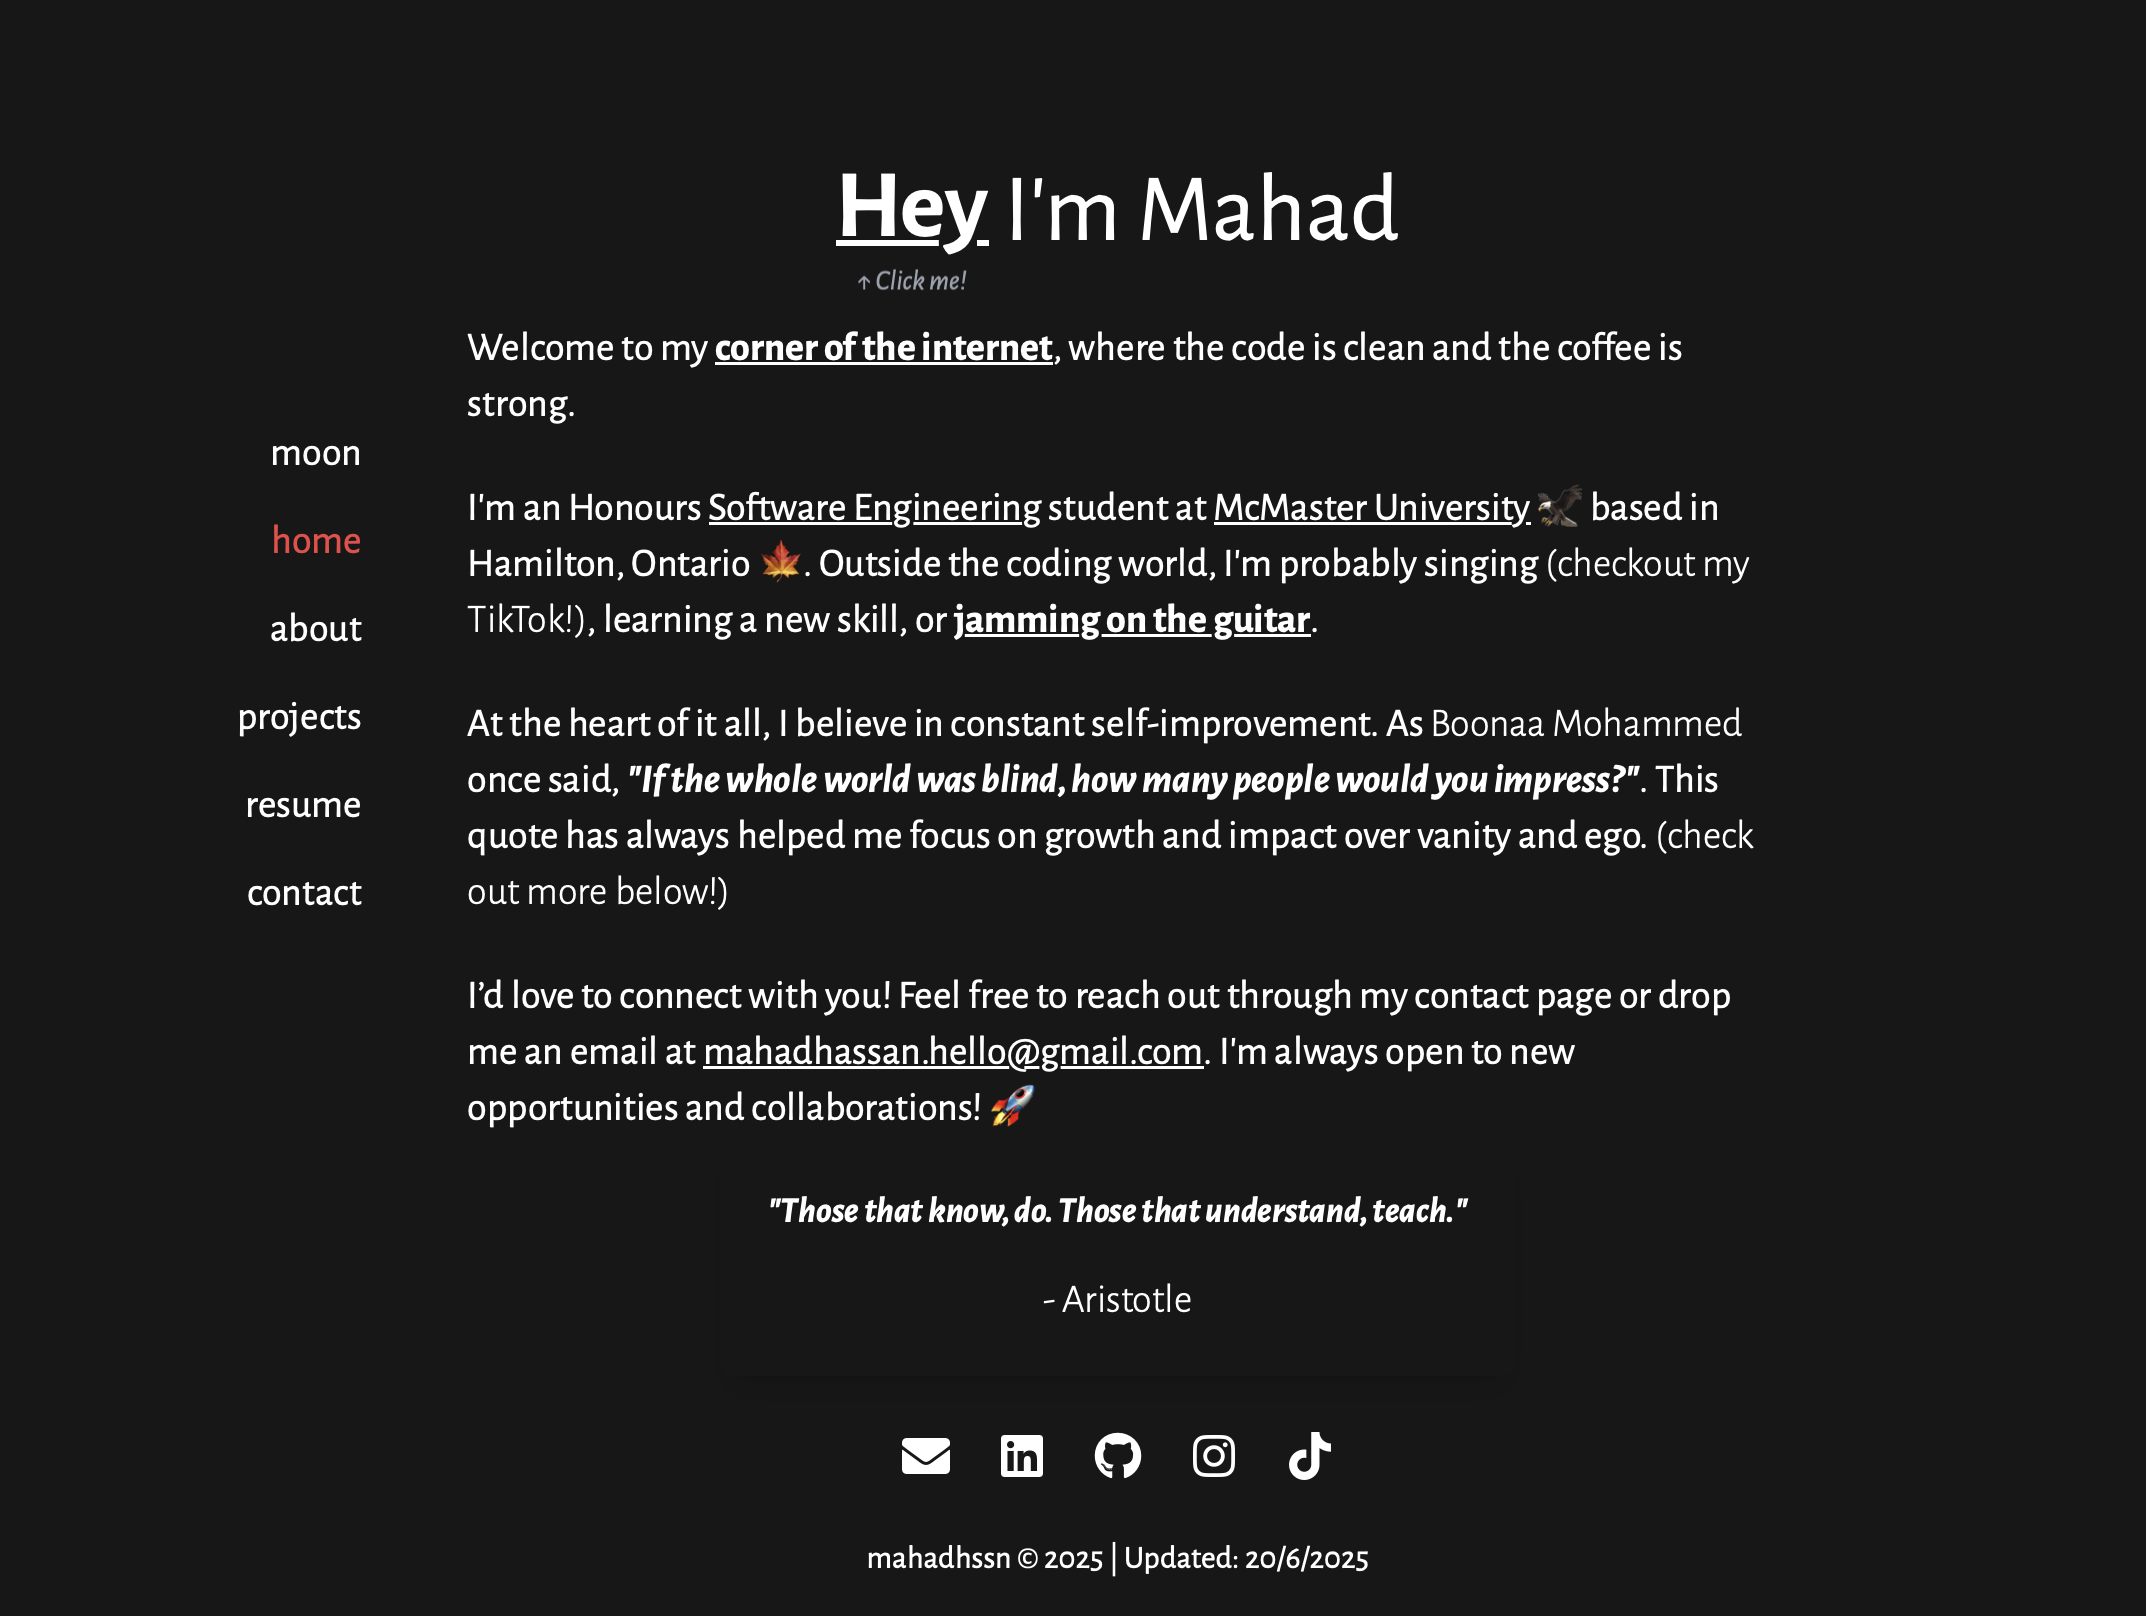 Hey I'm Mahad
↑ Click me!
Welcome to my corner of the internet, where the code is clean and the coffee is
strong.
moon
home
about
projects
resume
contact
I'm an Honours Software Engineering student at McMaster University 🦅 based in
Hamilton, Ontario 🍁. Outside the coding world, I'm probably singing (checkout my
TikTok!), learning a new skill, or jamming on the guitar.
At the heart of it all, I believe in constant self-improvement. As Boonaa Mohammed
once said, "If the whole world was blind, how many people would you impress?". This
quote has always helped me focus on growth and impact over vanity and ego. (check
out more below!)
I’d love to connect with you! Feel free to reach out through my contact page or drop
me an email at mahadhassan.hello@gmail.com. I'm always open to new
opportunities and collaborations! 🚀
"Those that know, do. Those that understand, teach."
- Aristotle
mahadhssn © 2025 | Updated: 20/6/2025